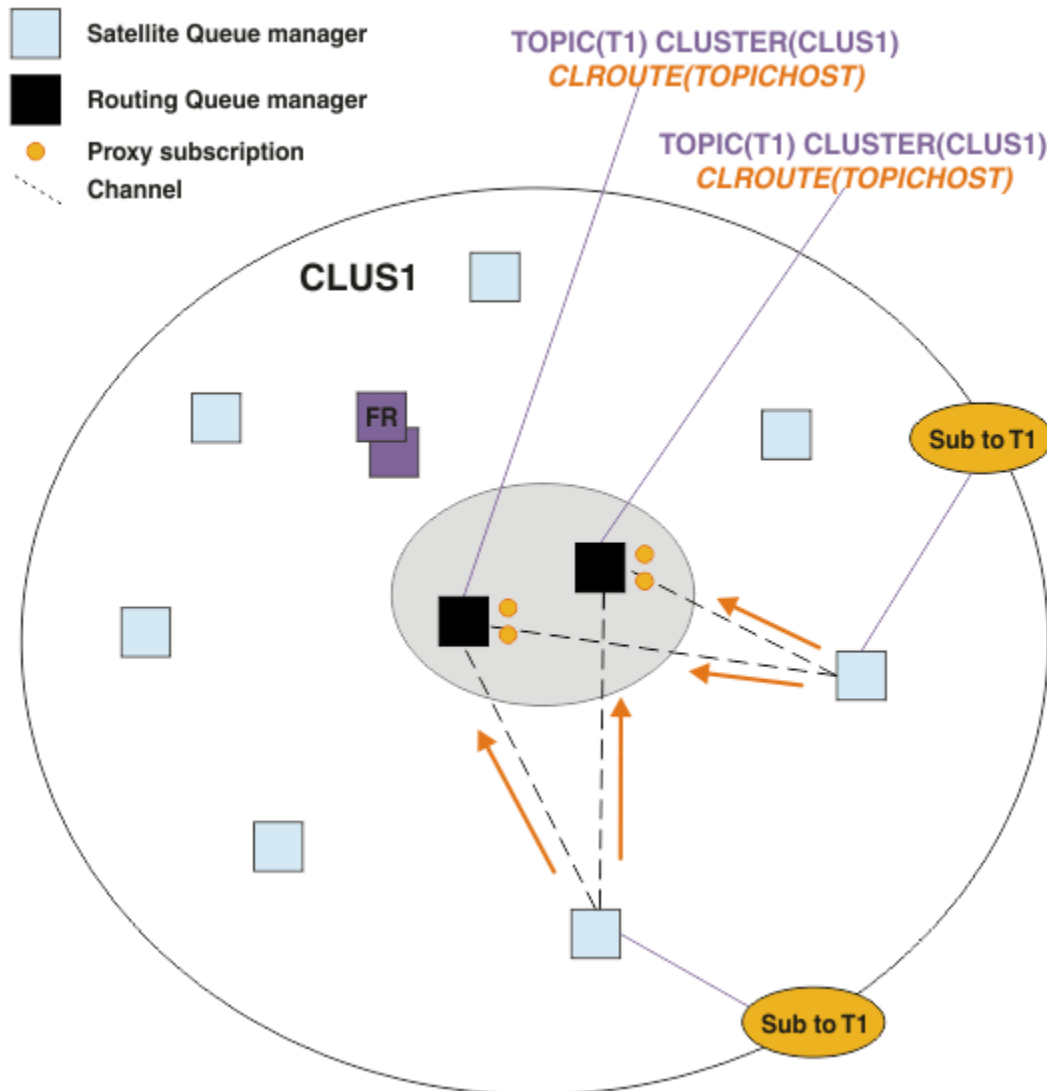 Satellite Queue manager
Routing Queue manager
Proxy subscription
Channel
TOPIC(T1) CLUSTER(CLUS1)
CLROUTE(TOPICHOST)
TOPIC(T1) CLUSTER(CLUS1)
CLROUTE(TOPICHOST)
CLUS1
FR
Sub to T1
Sub to T1